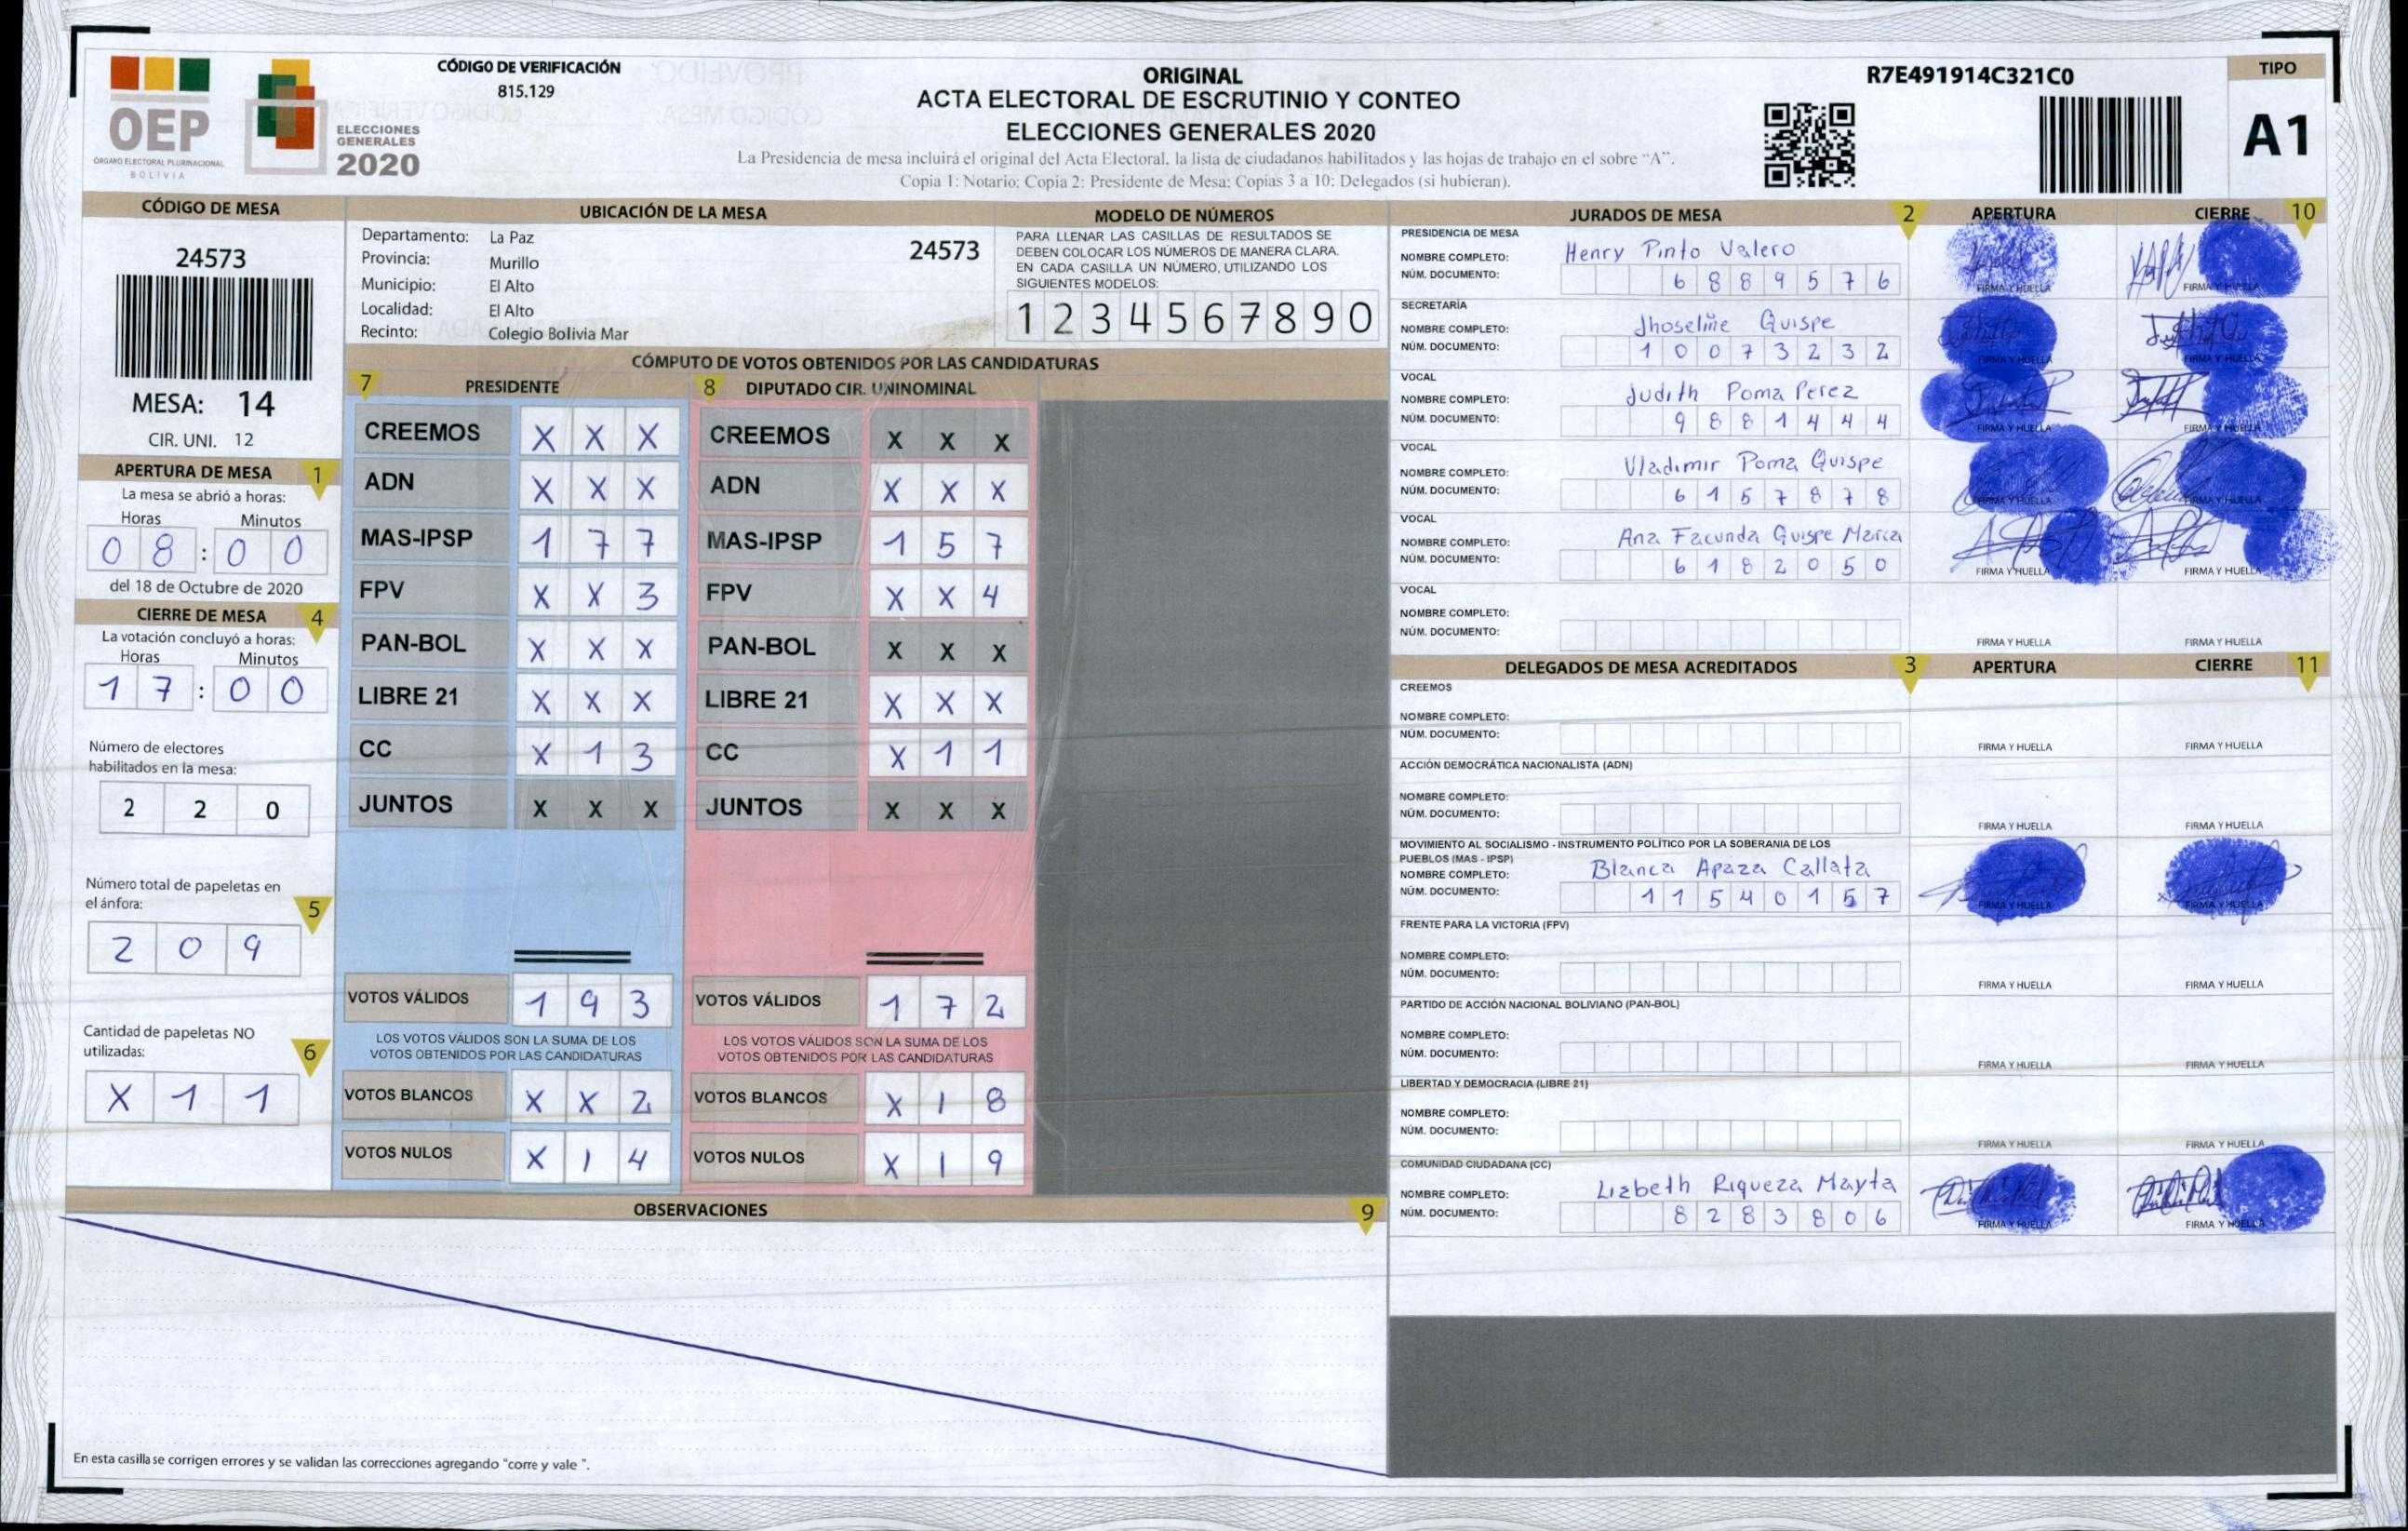 OEP
ÓRGANO ELECTORAL PLURINACIONAL
BOLIVIA
ELECCIONES
GENERALES
2020
CÓDIGO DE VERIFICACIÓN
815.129
ORIGINAL
ACTA ELECTORAL DE ESCRUTINIO Y CONTEO
ELECCIONES GENERALES 2020
La Presidencia de mesa incluirá el original del Acta Electoral, la lista de ciudadanos habilitados y las hojas de trabajo en el sobre "A".
Copia 1: Notario; Copia 2: Presidente de Mesa; Copias 3 a 10: Delegados (si hubieran).
R7E491914C321C0
TIPO
A1
CÓDIGO DE MESA
24573
MESA: 14
CIR. UNI. 12
APERTURA DE MESA 1
La mesa se abrió a horas:
Horas Minutos
0 8 : 0 0
del 18 de Octubre de 2020
CIERRE DE MESA 4
La votación concluyó a horas:
Horas Minutos
1 7 : 0 0
Número de electores
habilitados en la mesa:
2 2 0
Número total de papeletas en
el ánfora: 5
2 0 9
Cantidad de papeletas NO
utilizadas: 6
X 1 1
UBICACIÓN DE LA MESA
Departamento: La Paz 24573
Provincia: Murillo
Municipio: El Alto
Localidad: El Alto
Recinto: Colegio Bolivia Mar
MODELO DE NÚMEROS
PARA LLENAR LAS CASILLAS DE RESULTADOS SE
DEBEN COLOCAR LOS NÚMEROS DE MANERA CLARA.
EN CADA CASILLA UN NÚMERO, UTILIZANDO LOS
SIGUIENTES MODELOS:
1 2 3 4 5 6 7 8 9 0
CÓMPUTO DE VOTOS OBTENIDOS POR LAS CANDIDATURAS
7 PRESIDENTE
CREEMOS X X X
ADN X X X
MAS-IPSP 1 7 7
FPV X X 3
PAN-BOL X X X
LIBRE 21 X X X
CC X 1 3
JUNTOS X X X
VOTOS VÁLIDOS 1 9 3
LOS VOTOS VÁLIDOS SON LA SUMA DE LOS
VOTOS OBTENIDOS POR LAS CANDIDATURAS
VOTOS BLANCOS X X 2
VOTOS NULOS X 1 4
8 DIPUTADO CIR. UNINOMINAL
CREEMOS X X X
ADN X X X
MAS-IPSP 1 5 7
FPV X X 4
PAN-BOL X X X
LIBRE 21 X X X
CC X 1 1
JUNTOS X X X
VOTOS VÁLIDOS 1 7 2
LOS VOTOS VÁLIDOS SON LA SUMA DE LOS
VOTOS OBTENIDOS POR LAS CANDIDATURAS
VOTOS BLANCOS X 1 8
VOTOS NULOS X 1 9
OBSERVACIONES 9
En esta casilla se corrigen errores y se validan las correcciones agregando "corre y vale ".
JURADOS DE MESA 2 APERTURA CIERRE 10
PRESIDENCIA DE MESA
NOMBRE COMPLETO: Henry Pinto Valero
NÚM. DOCUMENTO: 6 8 8 9 5 7 6
FIRMA Y HUELLA FIRMA Y HUELLA
SECRETARÍA
NOMBRE COMPLETO: Jhoseline Quispe
NÚM. DOCUMENTO: 1 0 0 7 3 2 3 2
FIRMA Y HUELLA FIRMA Y HUELLA
VOCAL
NOMBRE COMPLETO: Judith Poma Perez
NÚM. DOCUMENTO: 9 8 8 1 4 4 4
FIRMA Y HUELLA FIRMA Y HUELLA
VOCAL
NOMBRE COMPLETO: Vladimir Poma Quispe
NÚM. DOCUMENTO: 6 1 5 7 8 7 8
FIRMA Y HUELLA FIRMA Y HUELLA
VOCAL
NOMBRE COMPLETO: Ana Facunda Quispe Marca
NÚM. DOCUMENTO: 6 1 8 2 0 5 0
FIRMA Y HUELLA FIRMA Y HUELLA
VOCAL
NOMBRE COMPLETO:
NÚM. DOCUMENTO:
FIRMA Y HUELLA FIRMA Y HUELLA
DELEGADOS DE MESA ACREDITADOS 3 APERTURA CIERRE 11
CREEMOS
NOMBRE COMPLETO:
NÚM. DOCUMENTO:
FIRMA Y HUELLA FIRMA Y HUELLA
ACCIÓN DEMOCRÁTICA NACIONALISTA (ADN)
NOMBRE COMPLETO:
NÚM. DOCUMENTO:
FIRMA Y HUELLA FIRMA Y HUELLA
MOVIMIENTO AL SOCIALISMO - INSTRUMENTO POLÍTICO POR LA SOBERANIA DE LOS
PUEBLOS (MAS - IPSP)
NOMBRE COMPLETO: Blanca Apaza Callata
NÚM. DOCUMENTO: 1 1 5 4 0 1 5 7
FIRMA Y HUELLA FIRMA Y HUELLA
FRENTE PARA LA VICTORIA (FPV)
NOMBRE COMPLETO:
NÚM. DOCUMENTO:
FIRMA Y HUELLA FIRMA Y HUELLA
PARTIDO DE ACCIÓN NACIONAL BOLIVIANO (PAN-BOL)
NOMBRE COMPLETO:
NÚM. DOCUMENTO:
FIRMA Y HUELLA FIRMA Y HUELLA
LIBERTAD Y DEMOCRACIA (LIBRE 21)
NOMBRE COMPLETO:
NÚM. DOCUMENTO:
FIRMA Y HUELLA FIRMA Y HUELLA
COMUNIDAD CIUDADANA (CC)
NOMBRE COMPLETO: Lizbeth Riqueza Mayta
NÚM. DOCUMENTO: 8 2 8 3 8 0 6
FIRMA Y HUELLA FIRMA Y HUELLA